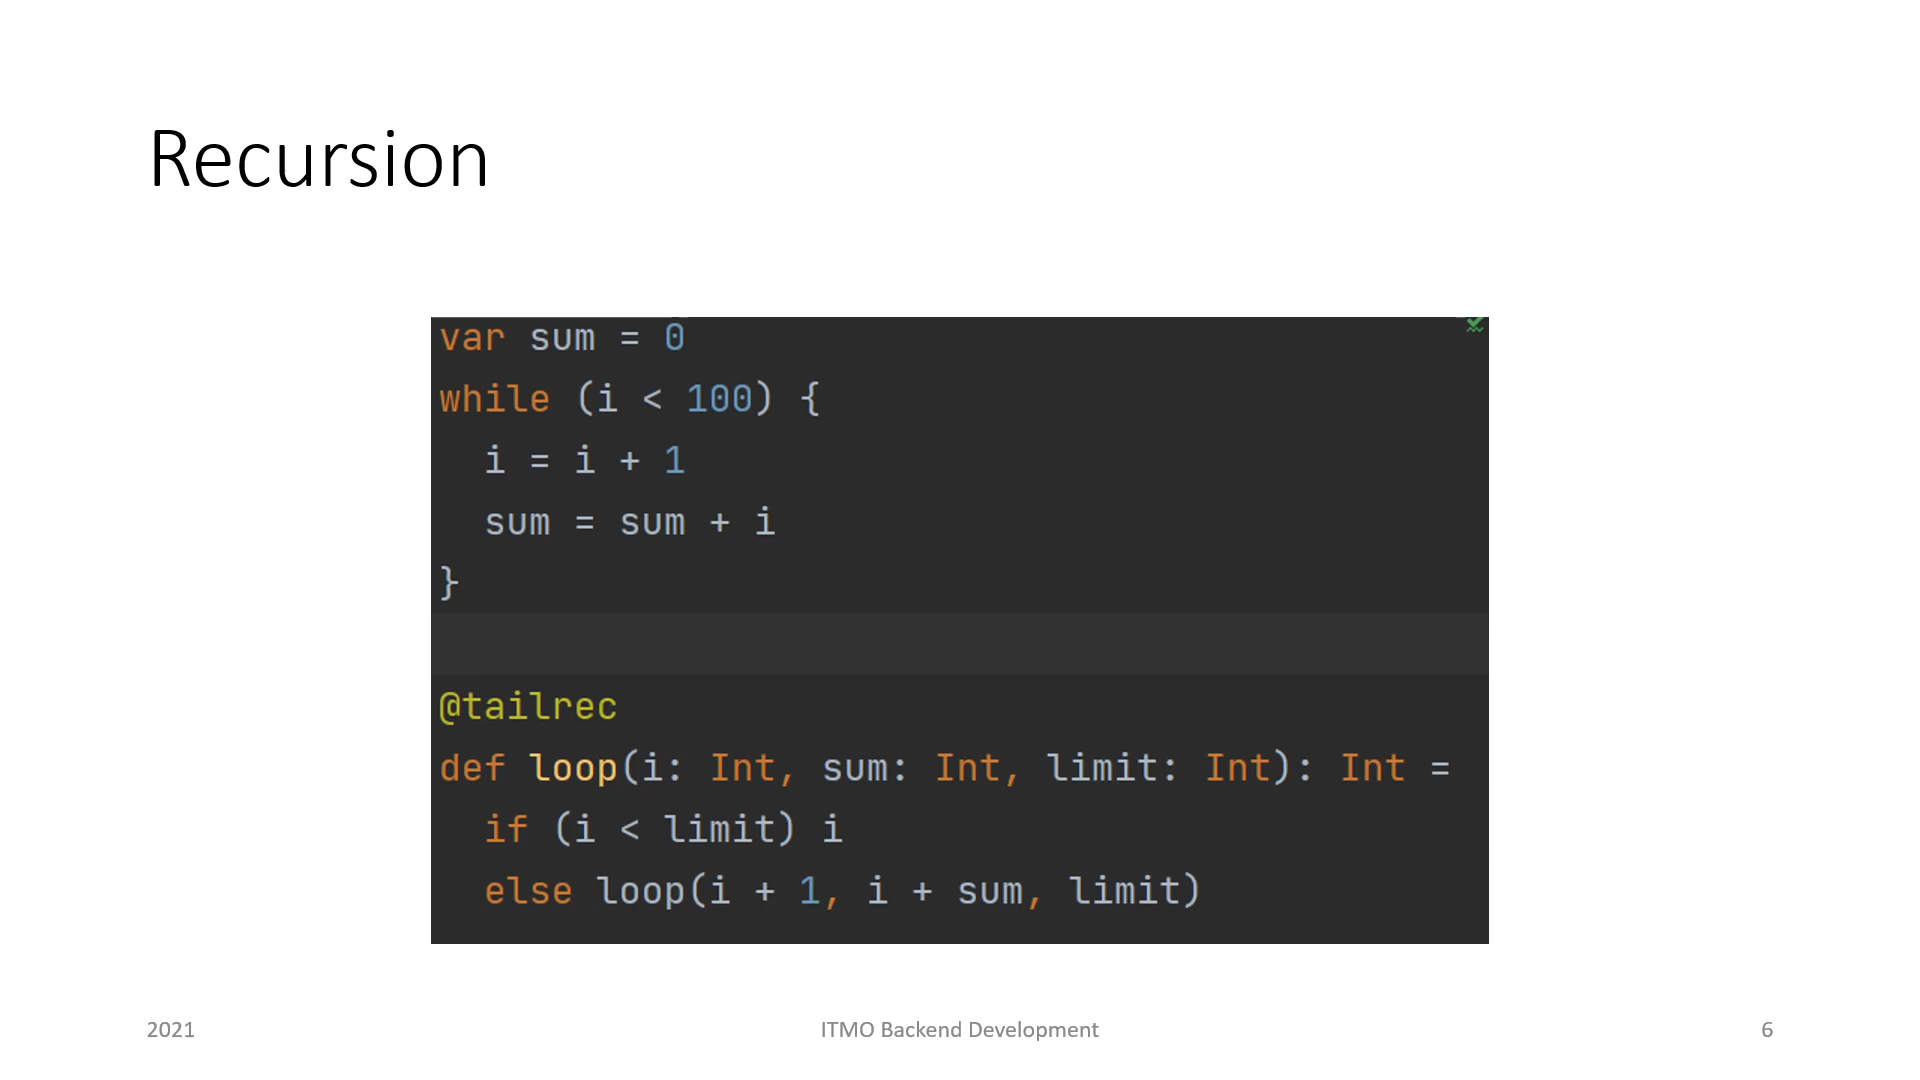 Recursion
var sum = 0
while (i < 100) {
  i = i + 1
  sum = sum + i
}
@tailrec
def loop(i: Int, sum: Int, limit: Int): Int =
  if (i < limit) i
  else loop(i + 1, i + sum, limit)
2021
ITMO Backend Development
6